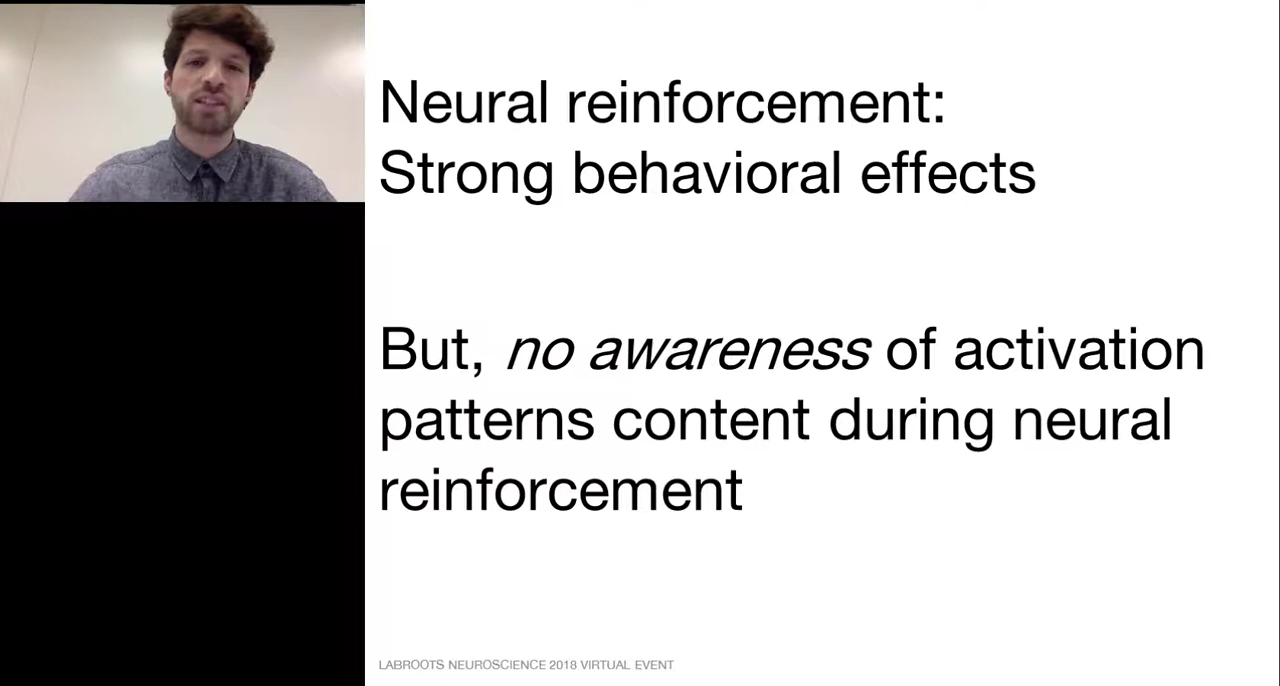 Neural reinforcement:
Strong behavioral effects
But, no awareness of activation
patterns content during neural
reinforcement
LABROOTS NEUROSCIENCE 2018 VIRTUAL EVENT